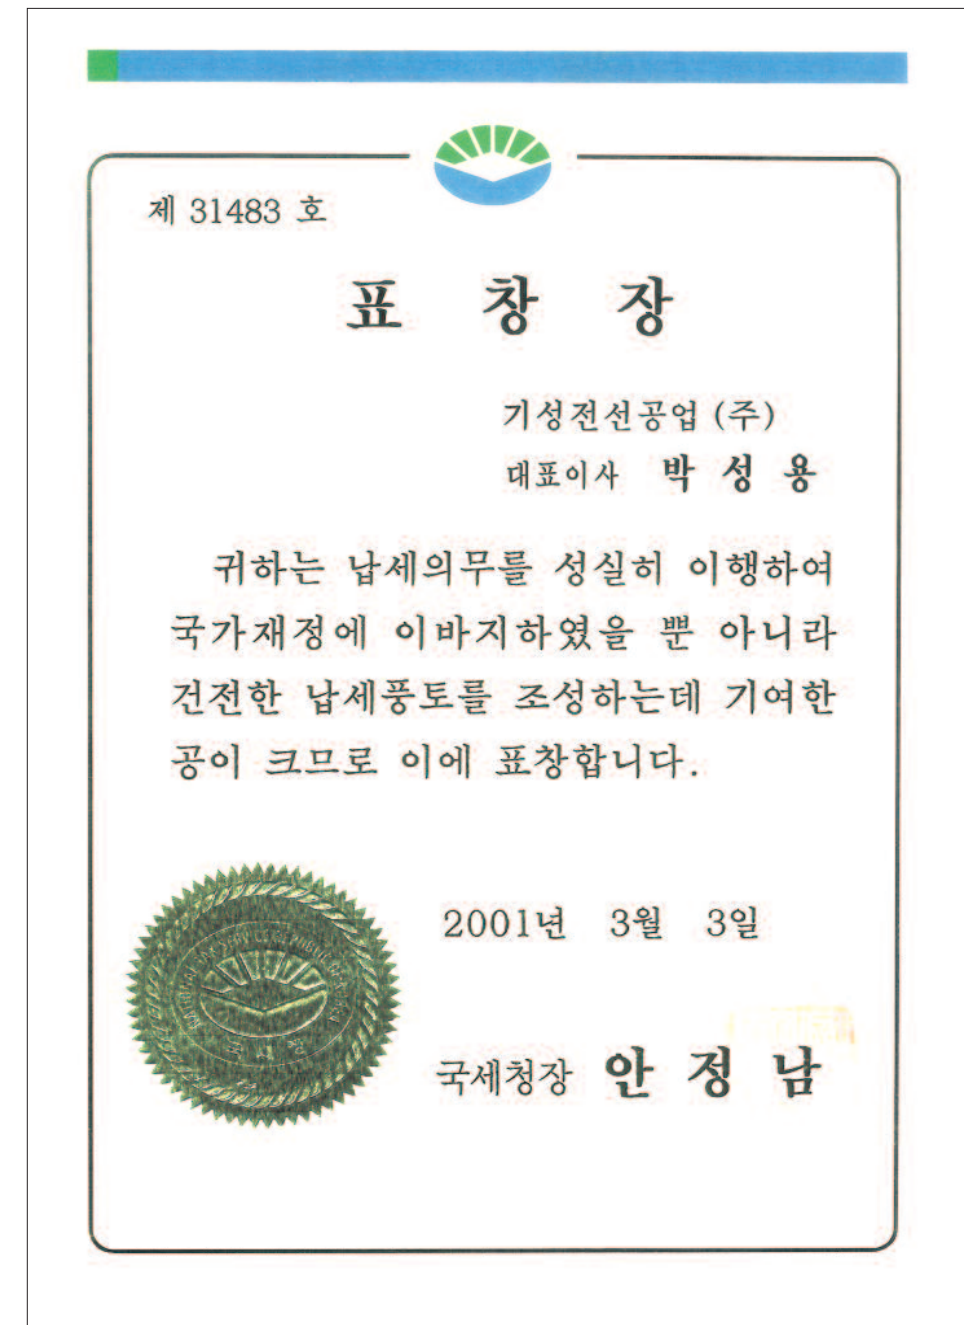 제 31483 호
표 창 장
기성전선공업 (주)
대표이사 박 성 용
귀하는 납세의무를 성실히 이행하여
국가재정에 이바지하였을 뿐 아니라
건전한 납세풍토를 조성하는데 기여한
공이 크므로 이에 표창합니다.
2001년 3월 3일
국세청장 안 정 남